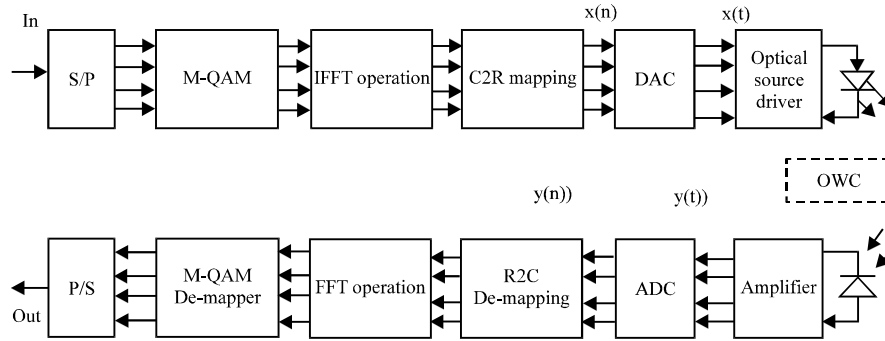 In
x(n)
x(t)
S/P
M-QAM
IFFT operation
C2R mapping
DAC
Optical
source
driver
OWC
y(n))
y(t))
P/S
M-QAM
De-mapper
FFT operation
R2C
De-mapping
ADC
Amplifier
Out